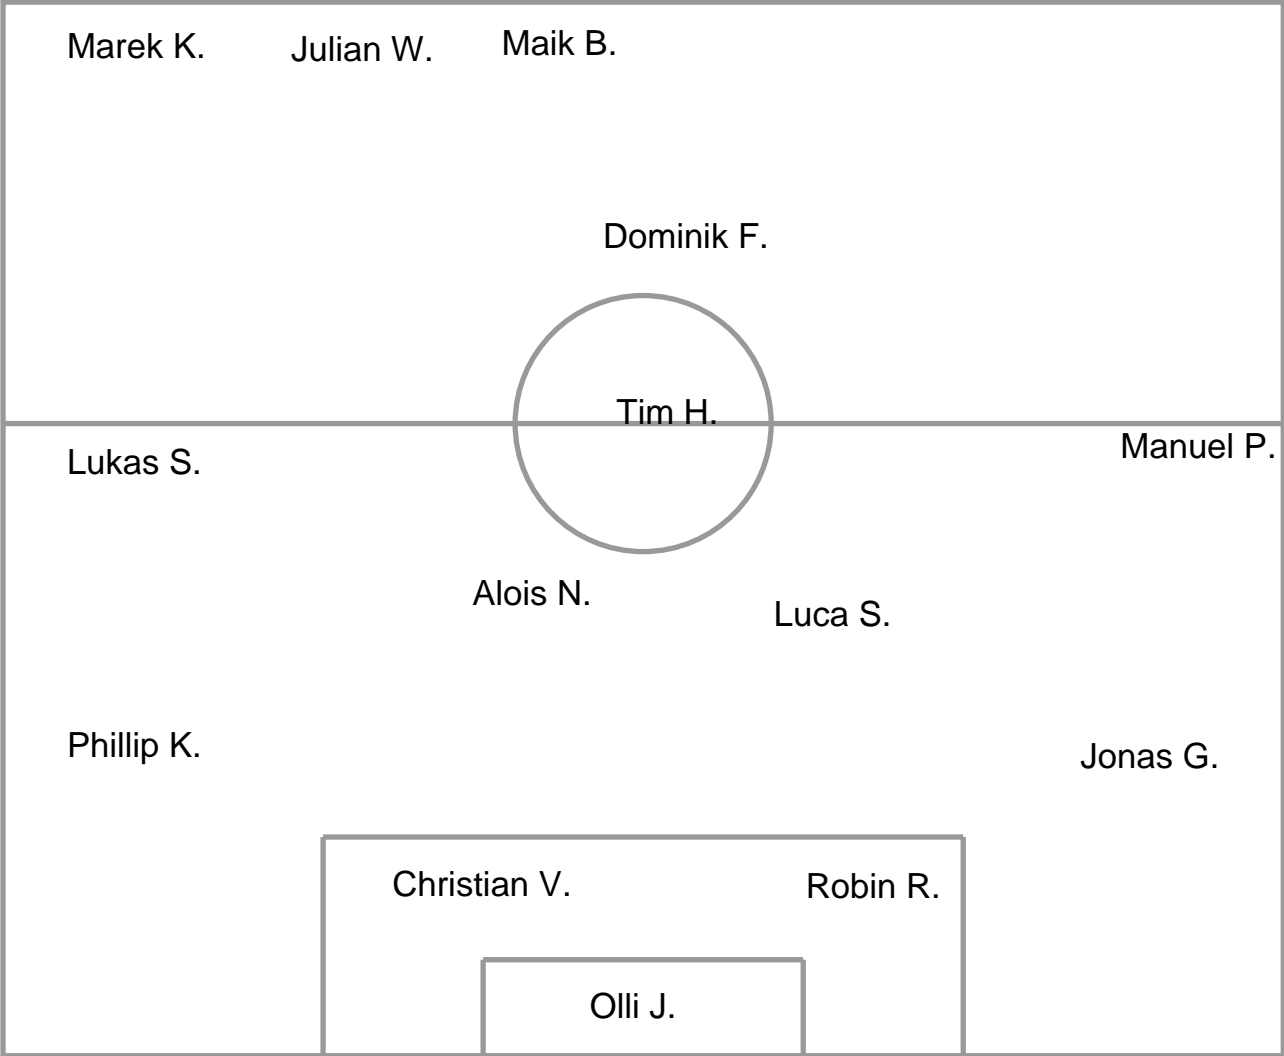 Marek K. Julian W. Maik B.
Dominik F.
Tim H.
Lukas S. Manuel P.
Alois N. Luca S.
Phillip K. Jonas G.
Christian V. Robin R.
Olli J.